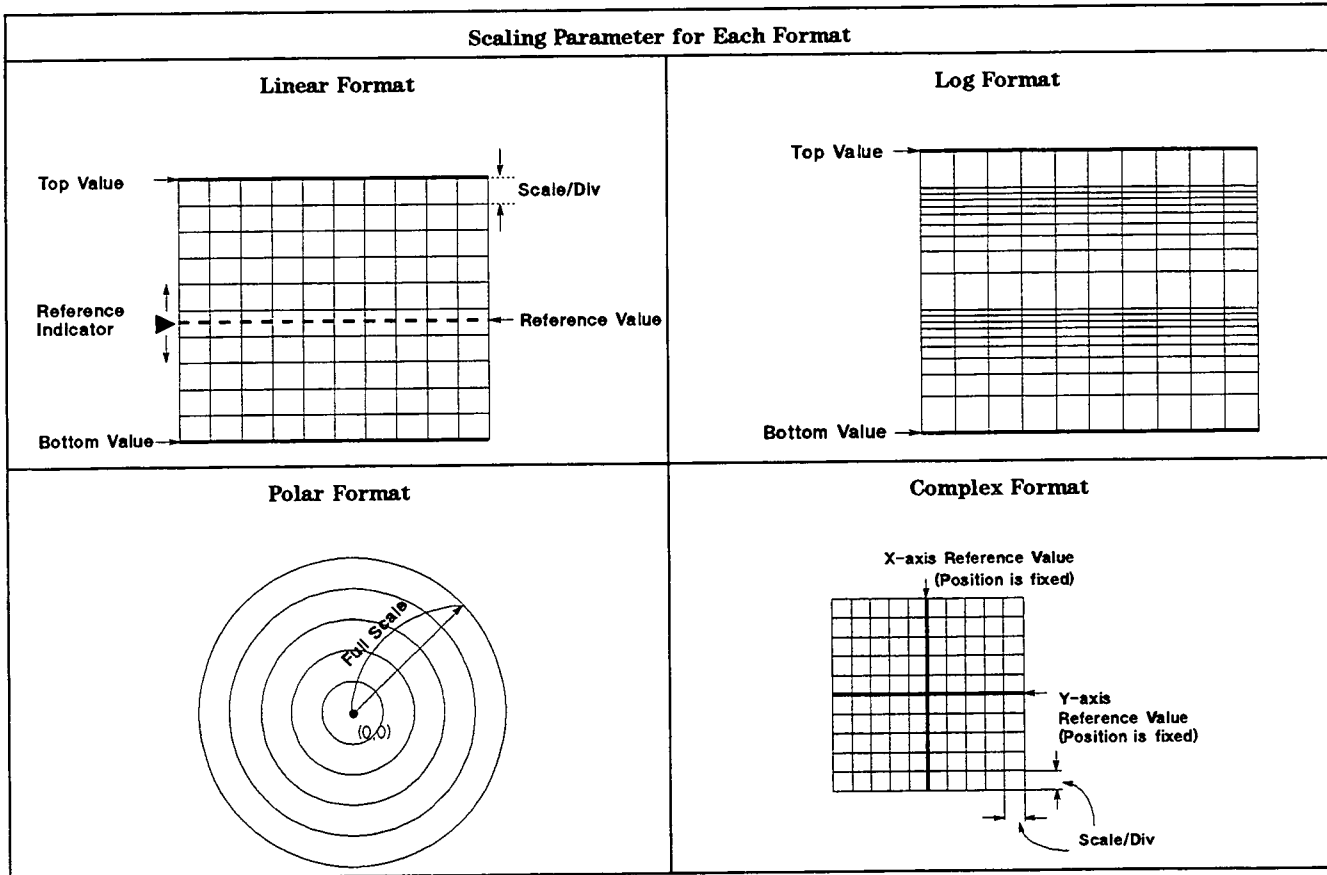 Scaling Parameter for Each Format
Linear Format
Top Value
Scale/Div
Reference
Indicator
Reference Value
Bottom Value
Log Format
Top Value
Bottom Value
Polar Format
Full Scale
(0,0)
Complex Format
X-axis Reference Value
(Position is fixed)
Y-axis
Reference Value
(Position is fixed)
Scale/Div